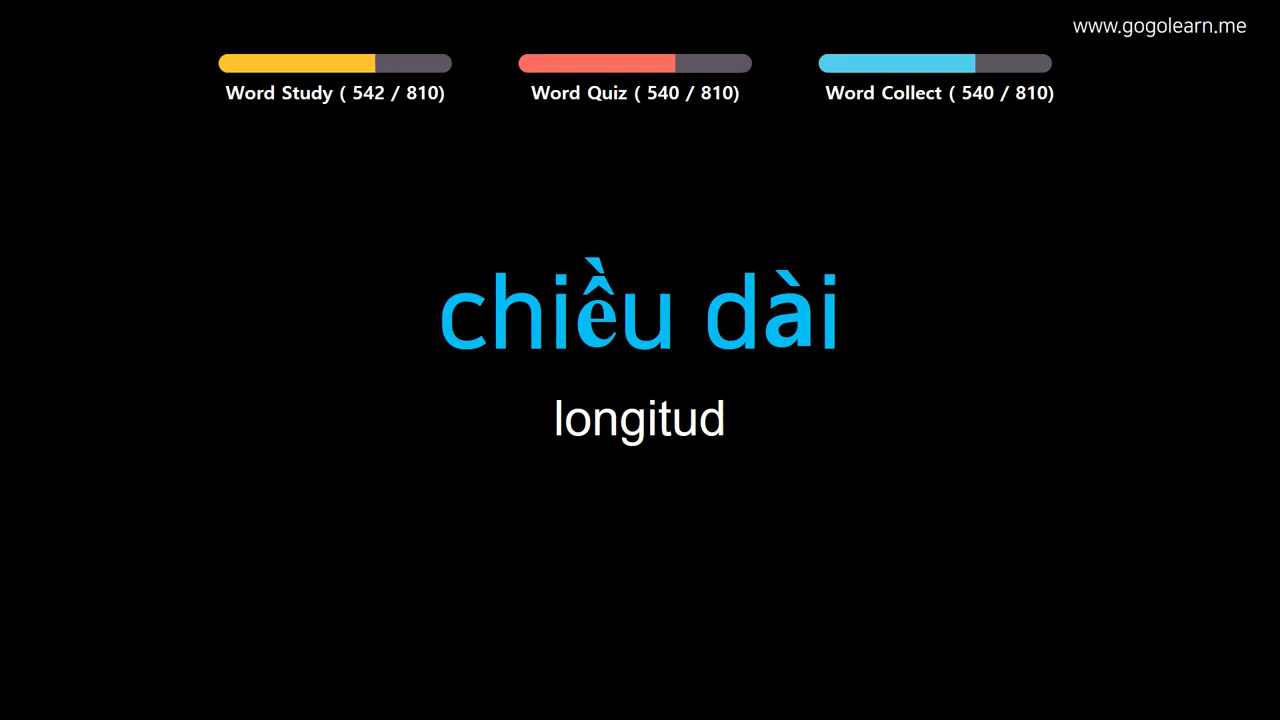 www.gogolearn.me
Word Study ( 542 / 810)
Word Quiz ( 540 / 810)
Word Collect ( 540 / 810)
chiều dài
longitud